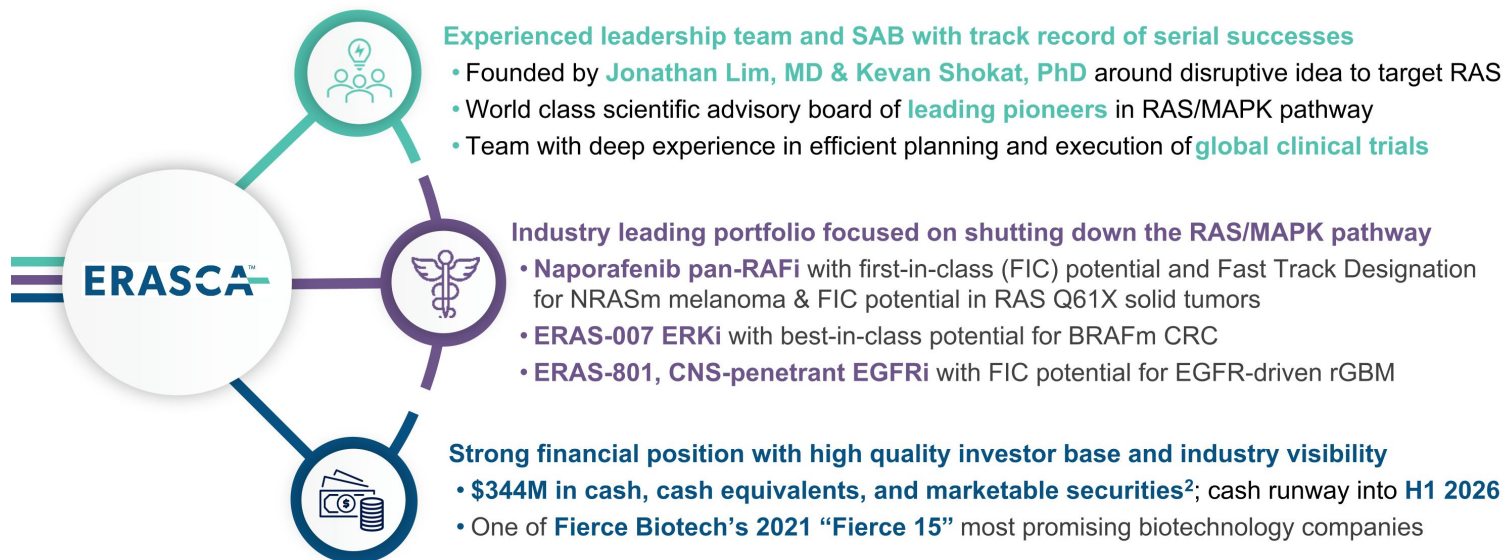 Experienced leadership team and SAB with track record of serial successes
• Founded by Jonathan Lim, MD & Kevan Shokat, PhD around disruptive idea to target RAS
• World class scientific advisory board of leading pioneers in RAS/MAPK pathway
• Team with deep experience in efficient planning and execution of global clinical trials
ERASCA™
Industry leading portfolio focused on shutting down the RAS/MAPK pathway
• Naporafenib pan-RAFi with first-in-class (FIC) potential and Fast Track Designation
for NRASm melanoma & FIC potential in RAS Q61X solid tumors
• ERAS-007 ERKi with best-in-class potential for BRAFm CRC
• ERAS-801, CNS-penetrant EGFRi with FIC potential for EGFR-driven rGBM
Strong financial position with high quality investor base and industry visibility
• $344M in cash, cash equivalents, and marketable securities²; cash runway into H1 2026
• One of Fierce Biotech’s 2021 “Fierce 15” most promising biotechnology companies